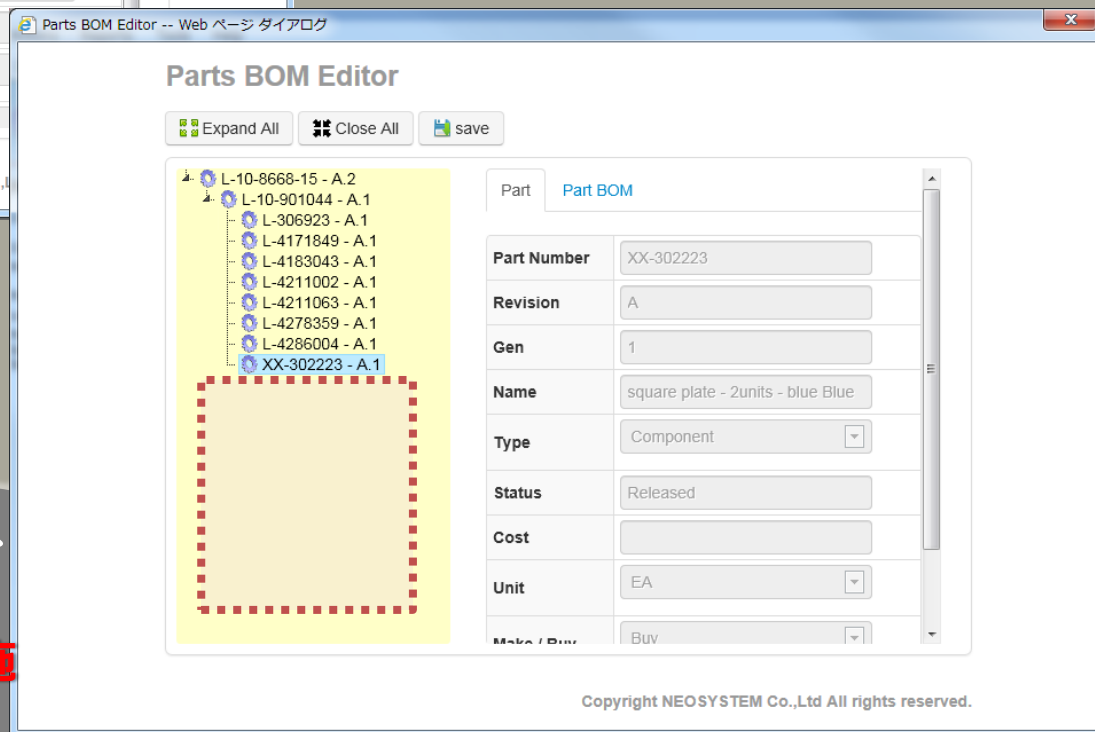 Parts BOM Editor -- Web ページ ダイアログ
Parts BOM Editor
Expand All
Close All
save
L-10-8668-15 - A.2
L-10-901044 - A.1
L-306923 - A.1
L-4171849 - A.1
L-4183043 - A.1
L-4211002 - A.1
L-4211063 - A.1
L-4278359 - A.1
L-4286004 - A.1
XX-302223 - A.1
Part
Part BOM
Part Number
XX-302223
Revision
A
Gen
1
Name
square plate - 2units - blue Blue
Type
Component
Status
Released
Cost
Unit
EA
Make / Buy
Buy
Copyright NEOSYSTEM Co.,Ltd All rights reserved.